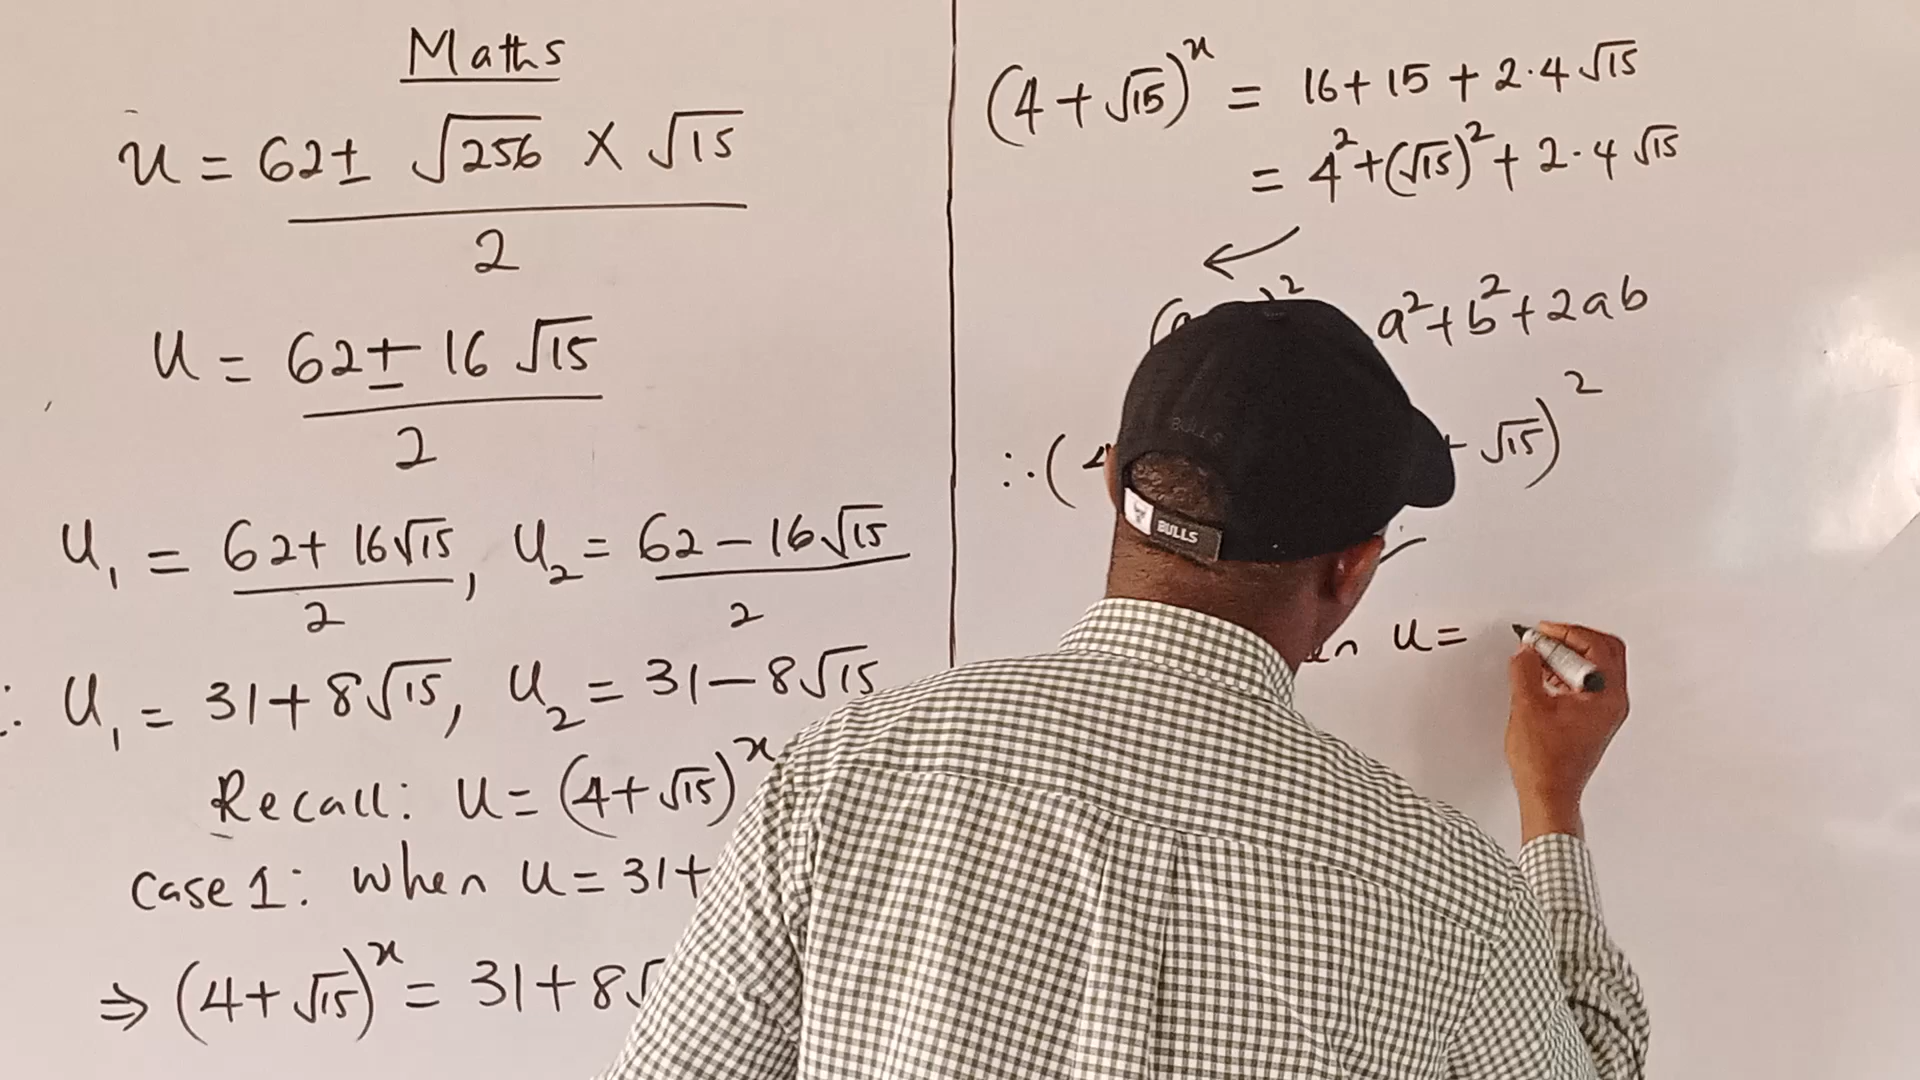 Maths
u = 62 ± √256 × √15
2
u = 62 ± 16 √15
2
u₁ = 62 + 16√15, u₂ = 62 − 16√15
2 2
∴ u₁ = 31 + 8√15, u₂ = 31 − 8√15
Recall: u = (4 + √15)ˣ
case 1: when u = 31 +
⇒ (4 + √15)ˣ = 31 + 8√
(4 + √15)ˣ = 16 + 15 + 2·4√15
= 4² + (√15)² + 2·4√15
)² a² + b² + 2ab
∴ (4 + √15)²
u =
BULLS
BULLS